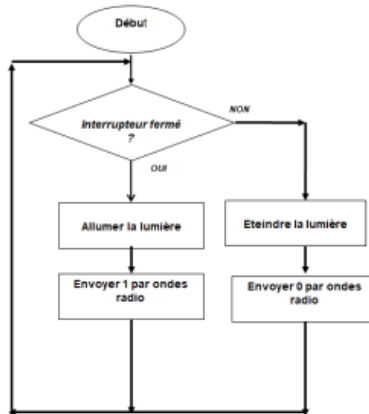 Début
Interrupteur fermé
?
NON
OUI
Allumer la lumière
Eteindre la lumière
Envoyer 1 par ondes
radio
Envoyer 0 par ondes
radio